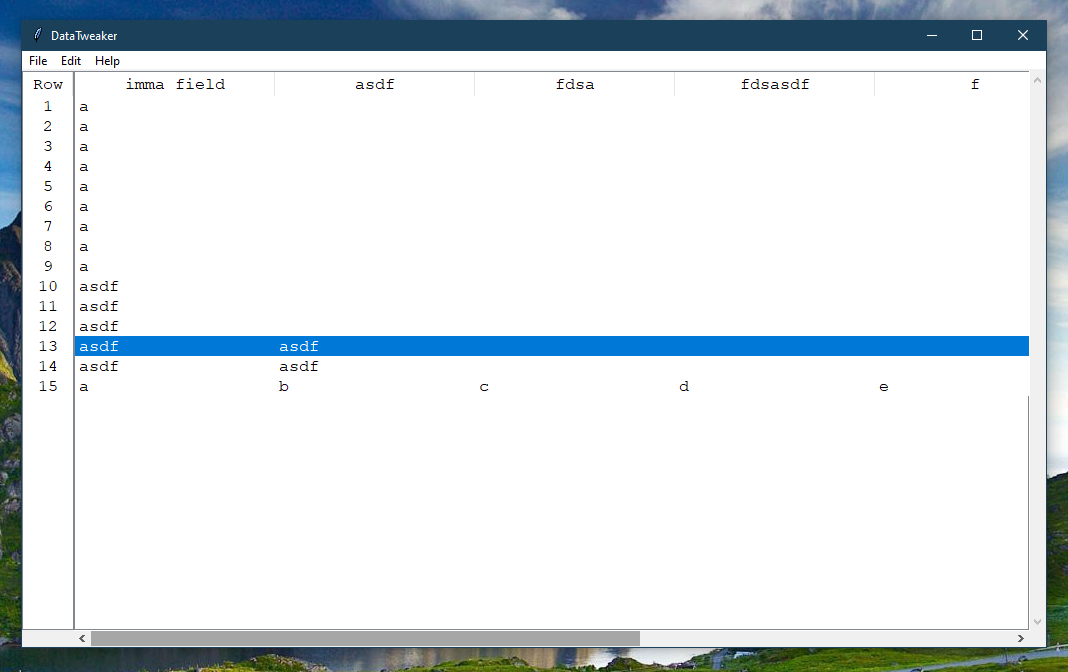 DataTweaker
File Edit Help
Row imma field asdf fdsa fdsasdf f
1 a
2 a
3 a
4 a
5 a
6 a
7 a
8 a
9 a
10 asdf
11 asdf
12 asdf
13 asdf asdf
14 asdf asdf
15 a b c d e